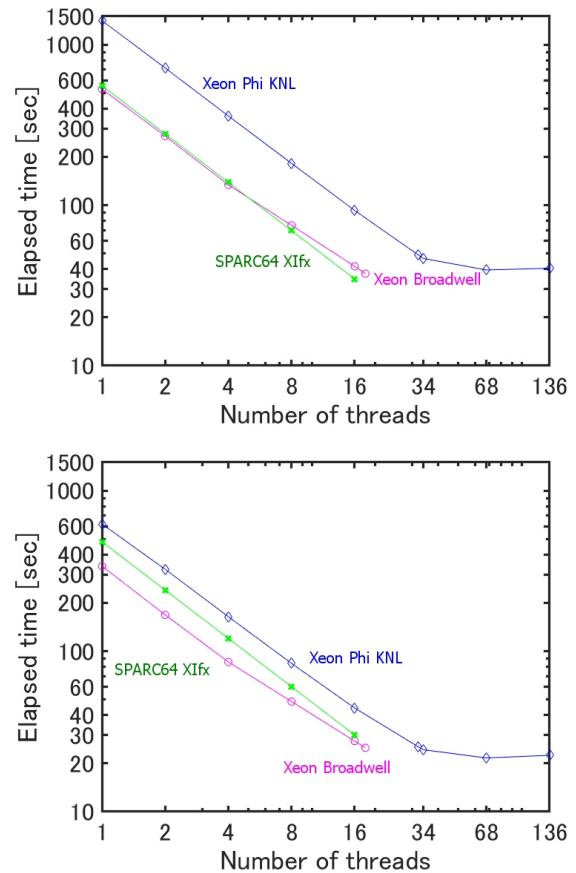 1500
1000
600
400
300
200
100
60
40
30
20
10
Elapsed time [sec]
Xeon Phi KNL
SPARC64 XIfx
Xeon Broadwell
1 2 4 8 16 34 68 136
Number of threads
1500
1000
600
400
300
200
100
60
40
30
20
10
Elapsed time [sec]
Xeon Phi KNL
SPARC64 XIfx
Xeon Broadwell
1 2 4 8 16 34 68 136
Number of threads